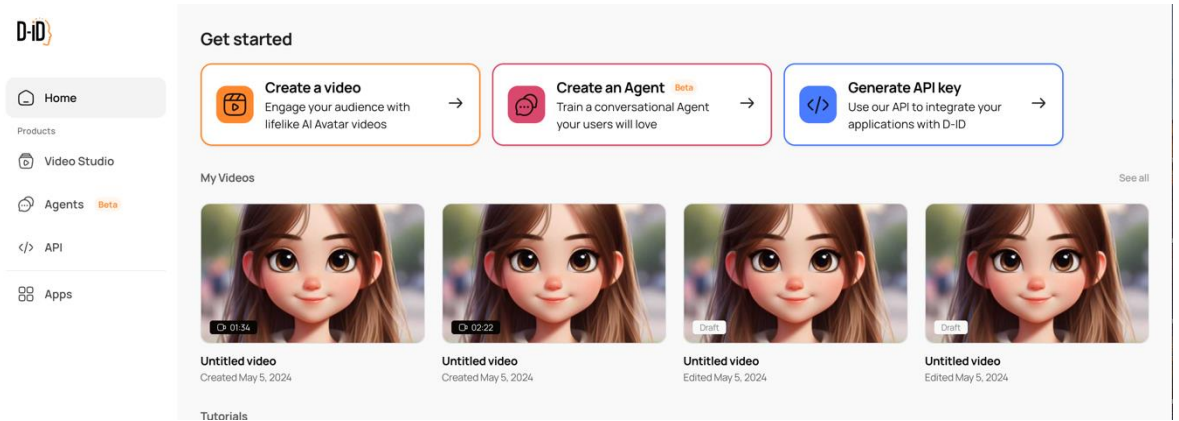 D-iD
Home
Products
Video Studio
Agents Beta
API
Apps
Get started
Create a video
Engage your audience with
lifelike AI Avatar videos
Create an Agent Beta
Train a conversational Agent
your users will love
Generate API key
Use our API to integrate your
applications with D-ID
My Videos
See all
01:34
Untitled video
Created May 5, 2024
02:22
Untitled video
Created May 5, 2024
Draft
Untitled video
Edited May 5, 2024
Draft
Untitled video
Edited May 5, 2024
Tutorials